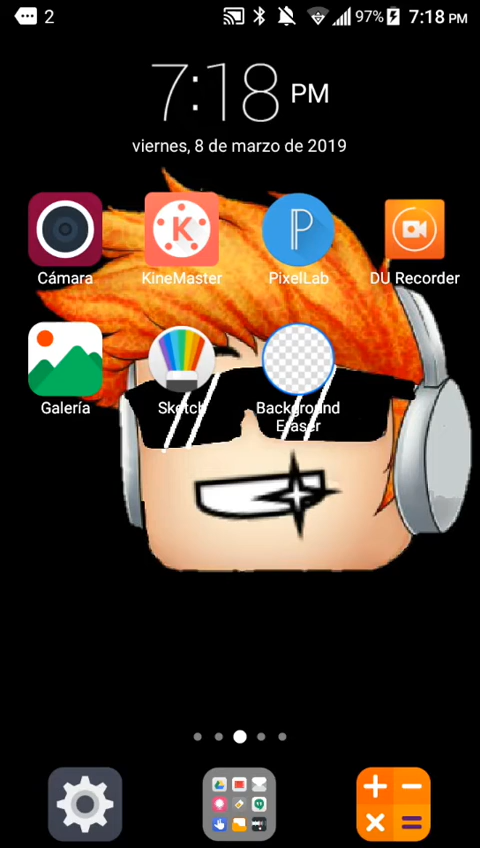 2
97%
7:18 PM
7:18 PM
viernes, 8 de marzo de 2019
Cámara
KineMaster
PixelLab
DU Recorder
Galería
Sketch
Background
Eraser